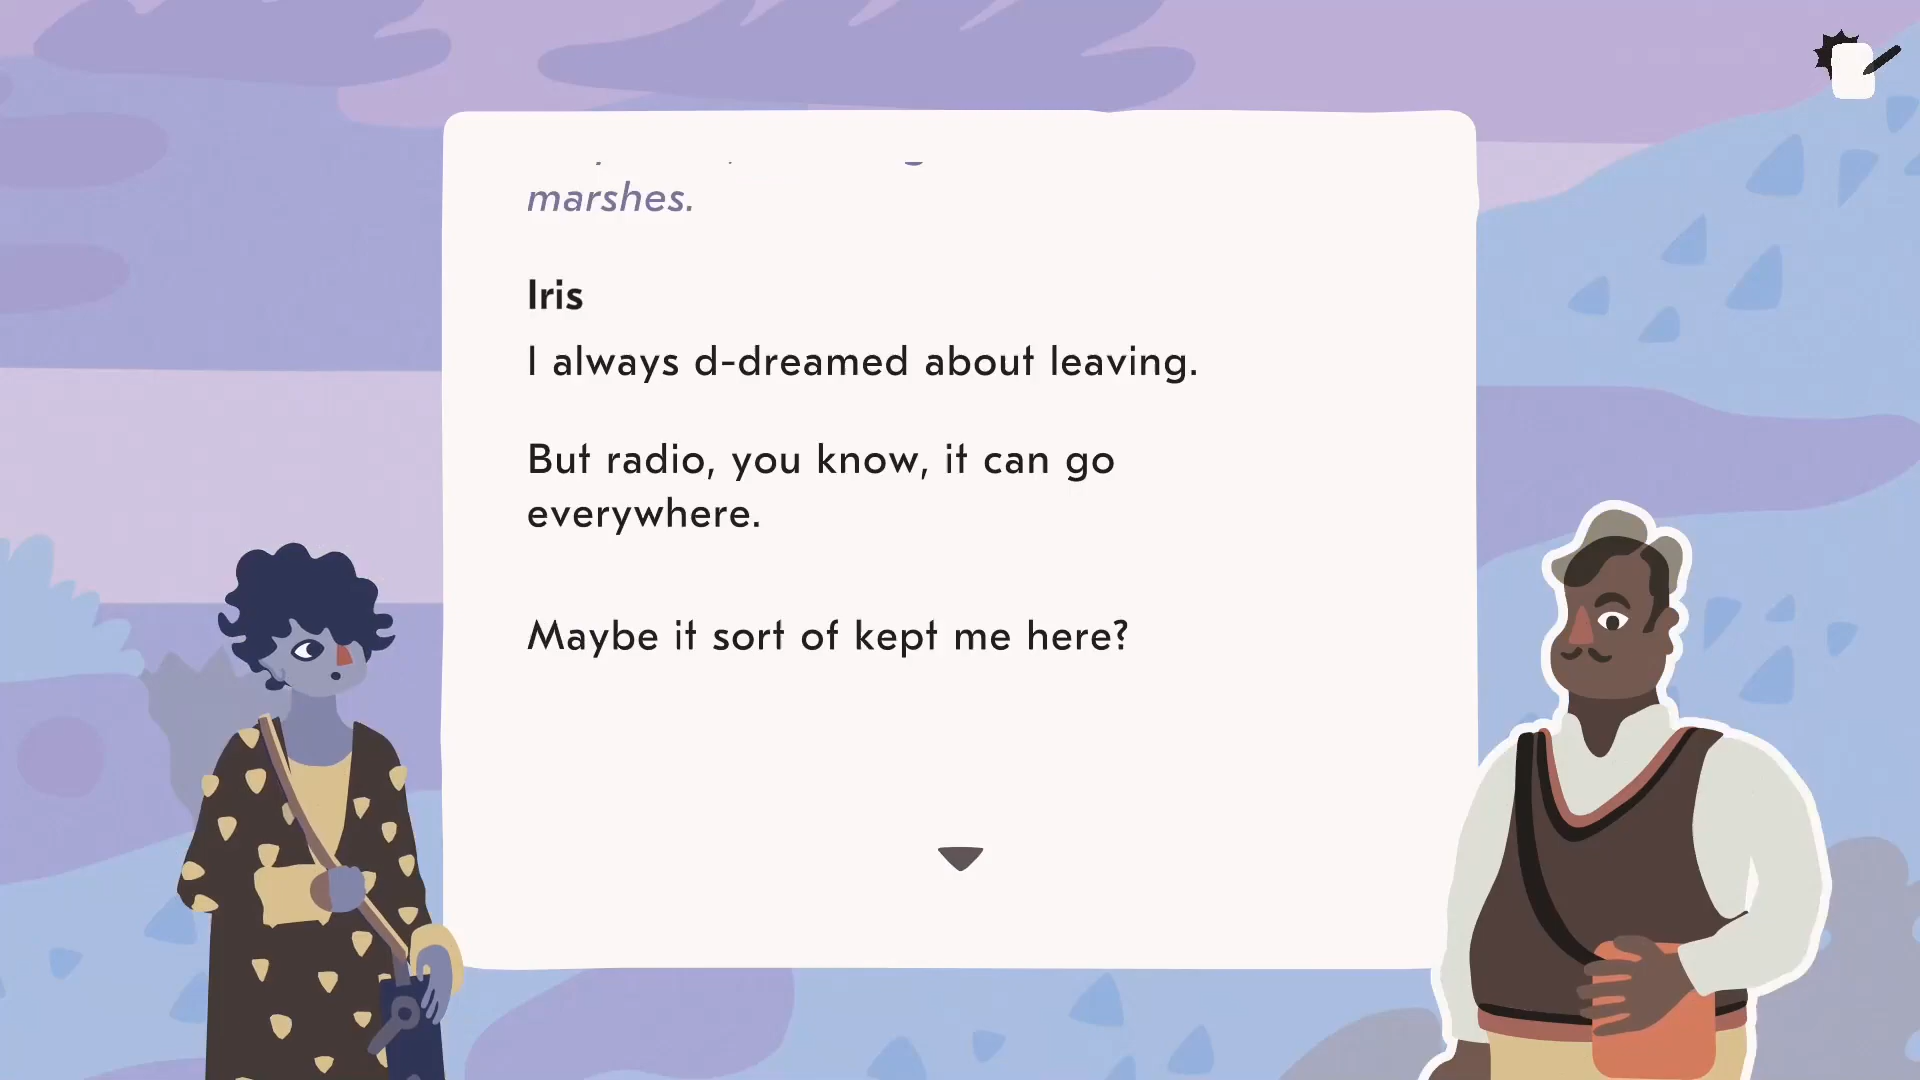 marshes.
Iris
I always d-dreamed about leaving.
But radio, you know, it can go
everywhere.
Maybe it sort of kept me here?